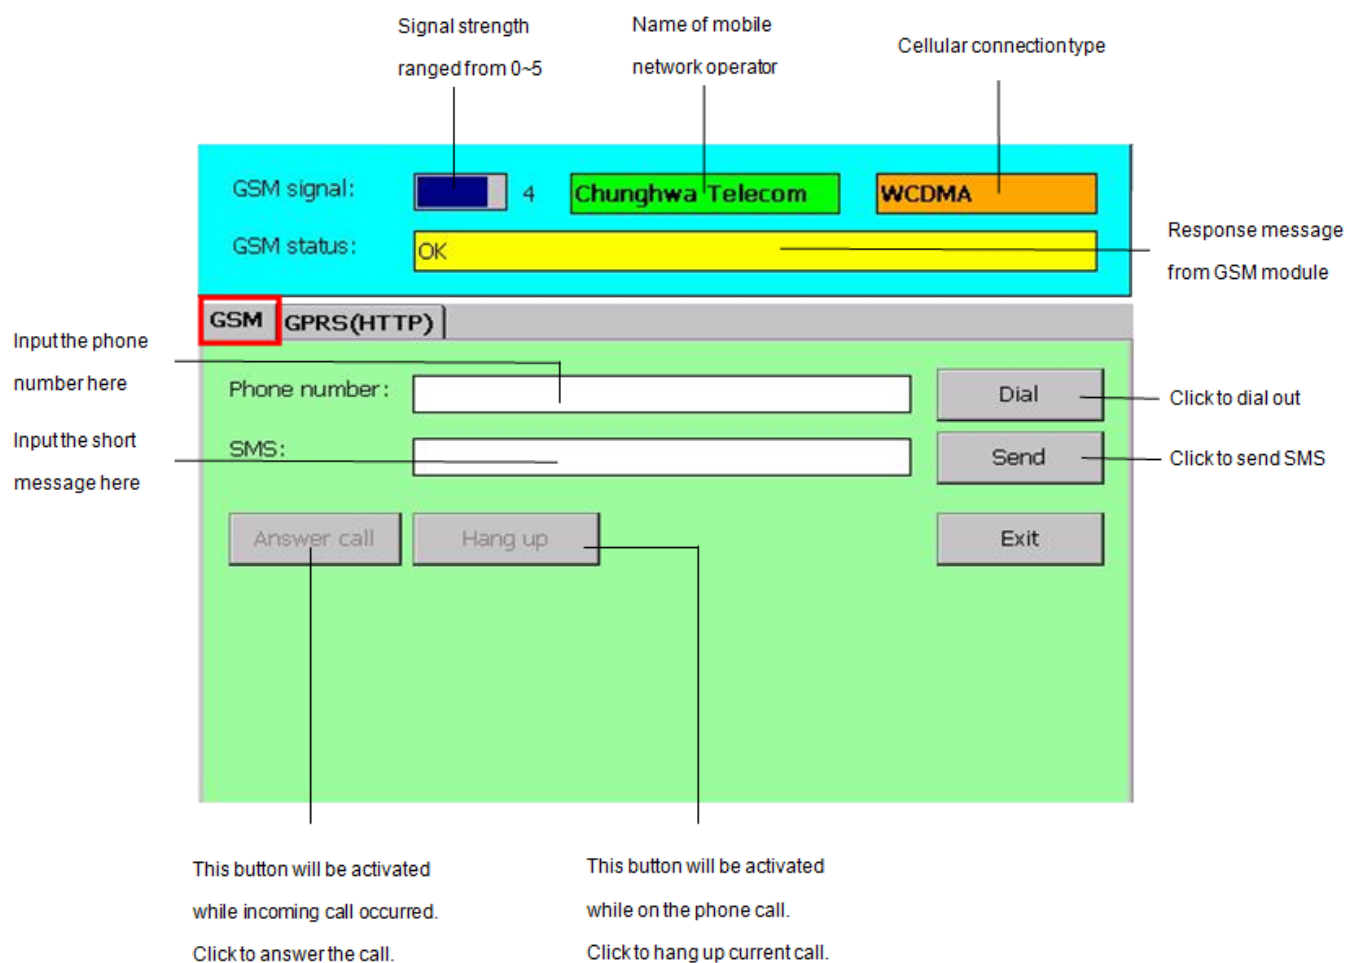 Signal strength
ranged from 0~5
Name of mobile
network operator
Cellular connection type
GSM signal:
4
Chunghwa Telecom
WCDMA
GSM status:
OK
Response message
from GSM module
GSM
GPRS(HTTP)
Input the phone
number here
Phone number:
Dial
Click to dial out
Input the short
message here
SMS:
Send
Click to send SMS
Answer call
Hang up
Exit
This button will be activated
while incoming call occurred.
Click to answer the call.
This button will be activated
while on the phone call.
Click to hang up current call.